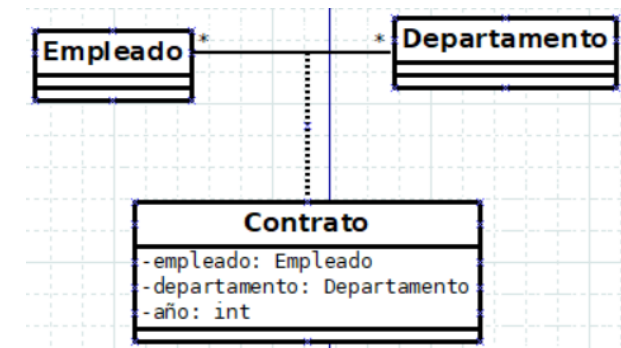 Empleado
*
*
Departamento
Contrato
-empleado: Empleado
-departamento: Departamento
-año: int